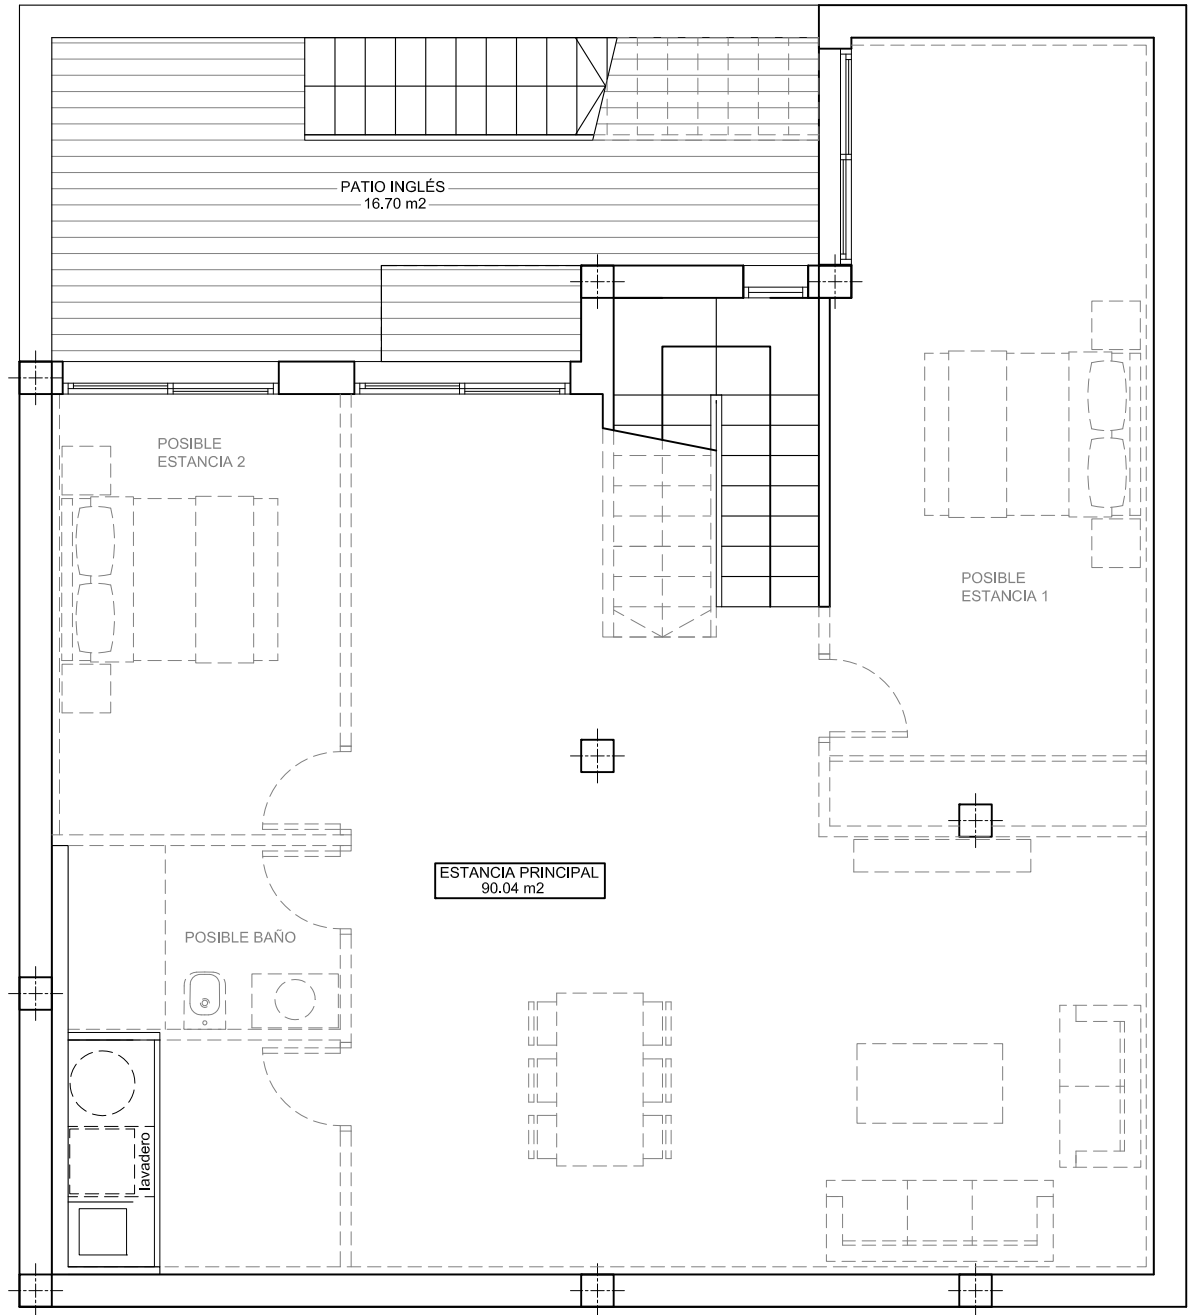 PATIO INGLÉS
16.70 m2
POSIBLE
ESTANCIA 2
POSIBLE
ESTANCIA 1
ESTANCIA PRINCIPAL
90.04 m2
POSIBLE BAÑO
lavadero